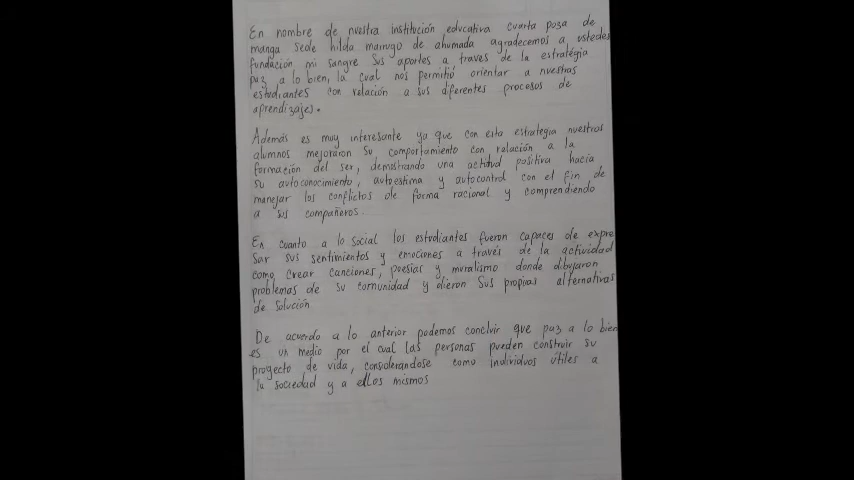 En nombre de nuestra institución educativa cuarta poza de
manga sede hilda marrugo de ahumada agradecemos a ustedes
fundación mi sangre sus aportes a traves de la estratégia
paz a lo bien, la cual nos permitió orientar a nuestras
estudiantes con relación a sus diferentes procesos de
aprendizajes.
Además es muy interesante ya que con esta estrategia nuestros
alumnos mejoraron su comportamiento con relación a la
formación del ser, demostrando una actitud positiva hacia
su autoconocimiento, autoestima y autocontrol con el fin de
manejar los conflictos de forma racional y comprendiendo
a sus compañeros.
En cuanto a lo social los estudiantes fueron capaces de expre
sar sus sentimientos y emociones a través de la actividad
como crear canciones, poesías y muralismo donde dibujaron
problemas de su comunidad y dieron sus propias alternativas
de solución
De acuerdo a lo anterior podemos concluir que paz a lo bien
es un medio por el cual las personas pueden construir su
proyecto de vida, considerandose como individuos útiles a
la sociedad y a ellos mismos